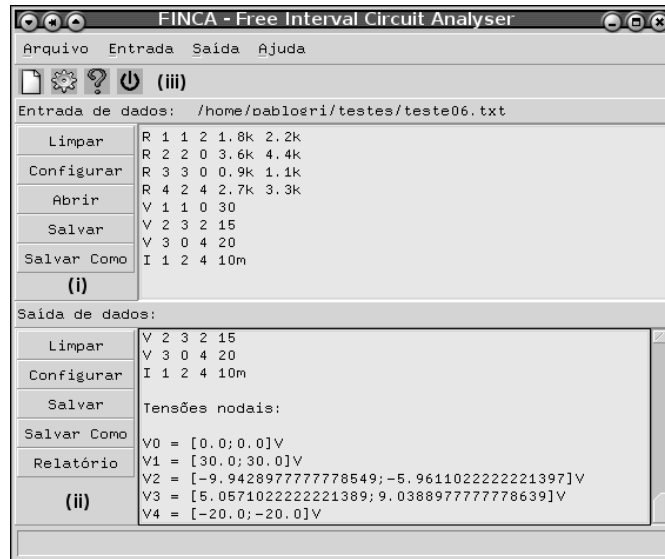 FINCA - Free Interval Circuit Analyser
Arquivo Entrada Saída Ajuda
(iii)
Entrada de dados: /home/pablogri/testes/teste06.txt
Limpar
Configurar
Abrir
Salvar
Salvar Como
(i)
R 1 1 2 1.8k 2.2k
R 2 2 0 3.6k 4.4k
R 3 3 0 0.9k 1.1k
R 4 2 4 2.7k 3.3k
V 1 1 0 30
V 2 3 2 15
V 3 0 4 20
I 1 2 4 10m
Saída de dados:
Limpar
Configurar
Salvar
Salvar Como
Relatório
(ii)
V 2 3 2 15
V 3 0 4 20
I 1 2 4 10m
Tensões nodais:
V0 = [0.0;0.0]V
V1 = [30.0;30.0]V
V2 = [-9.9428977777778549;-5.9611022222221397]V
V3 = [5.0571022222221389;9.0388977777778639]V
V4 = [-20.0;-20.0]V